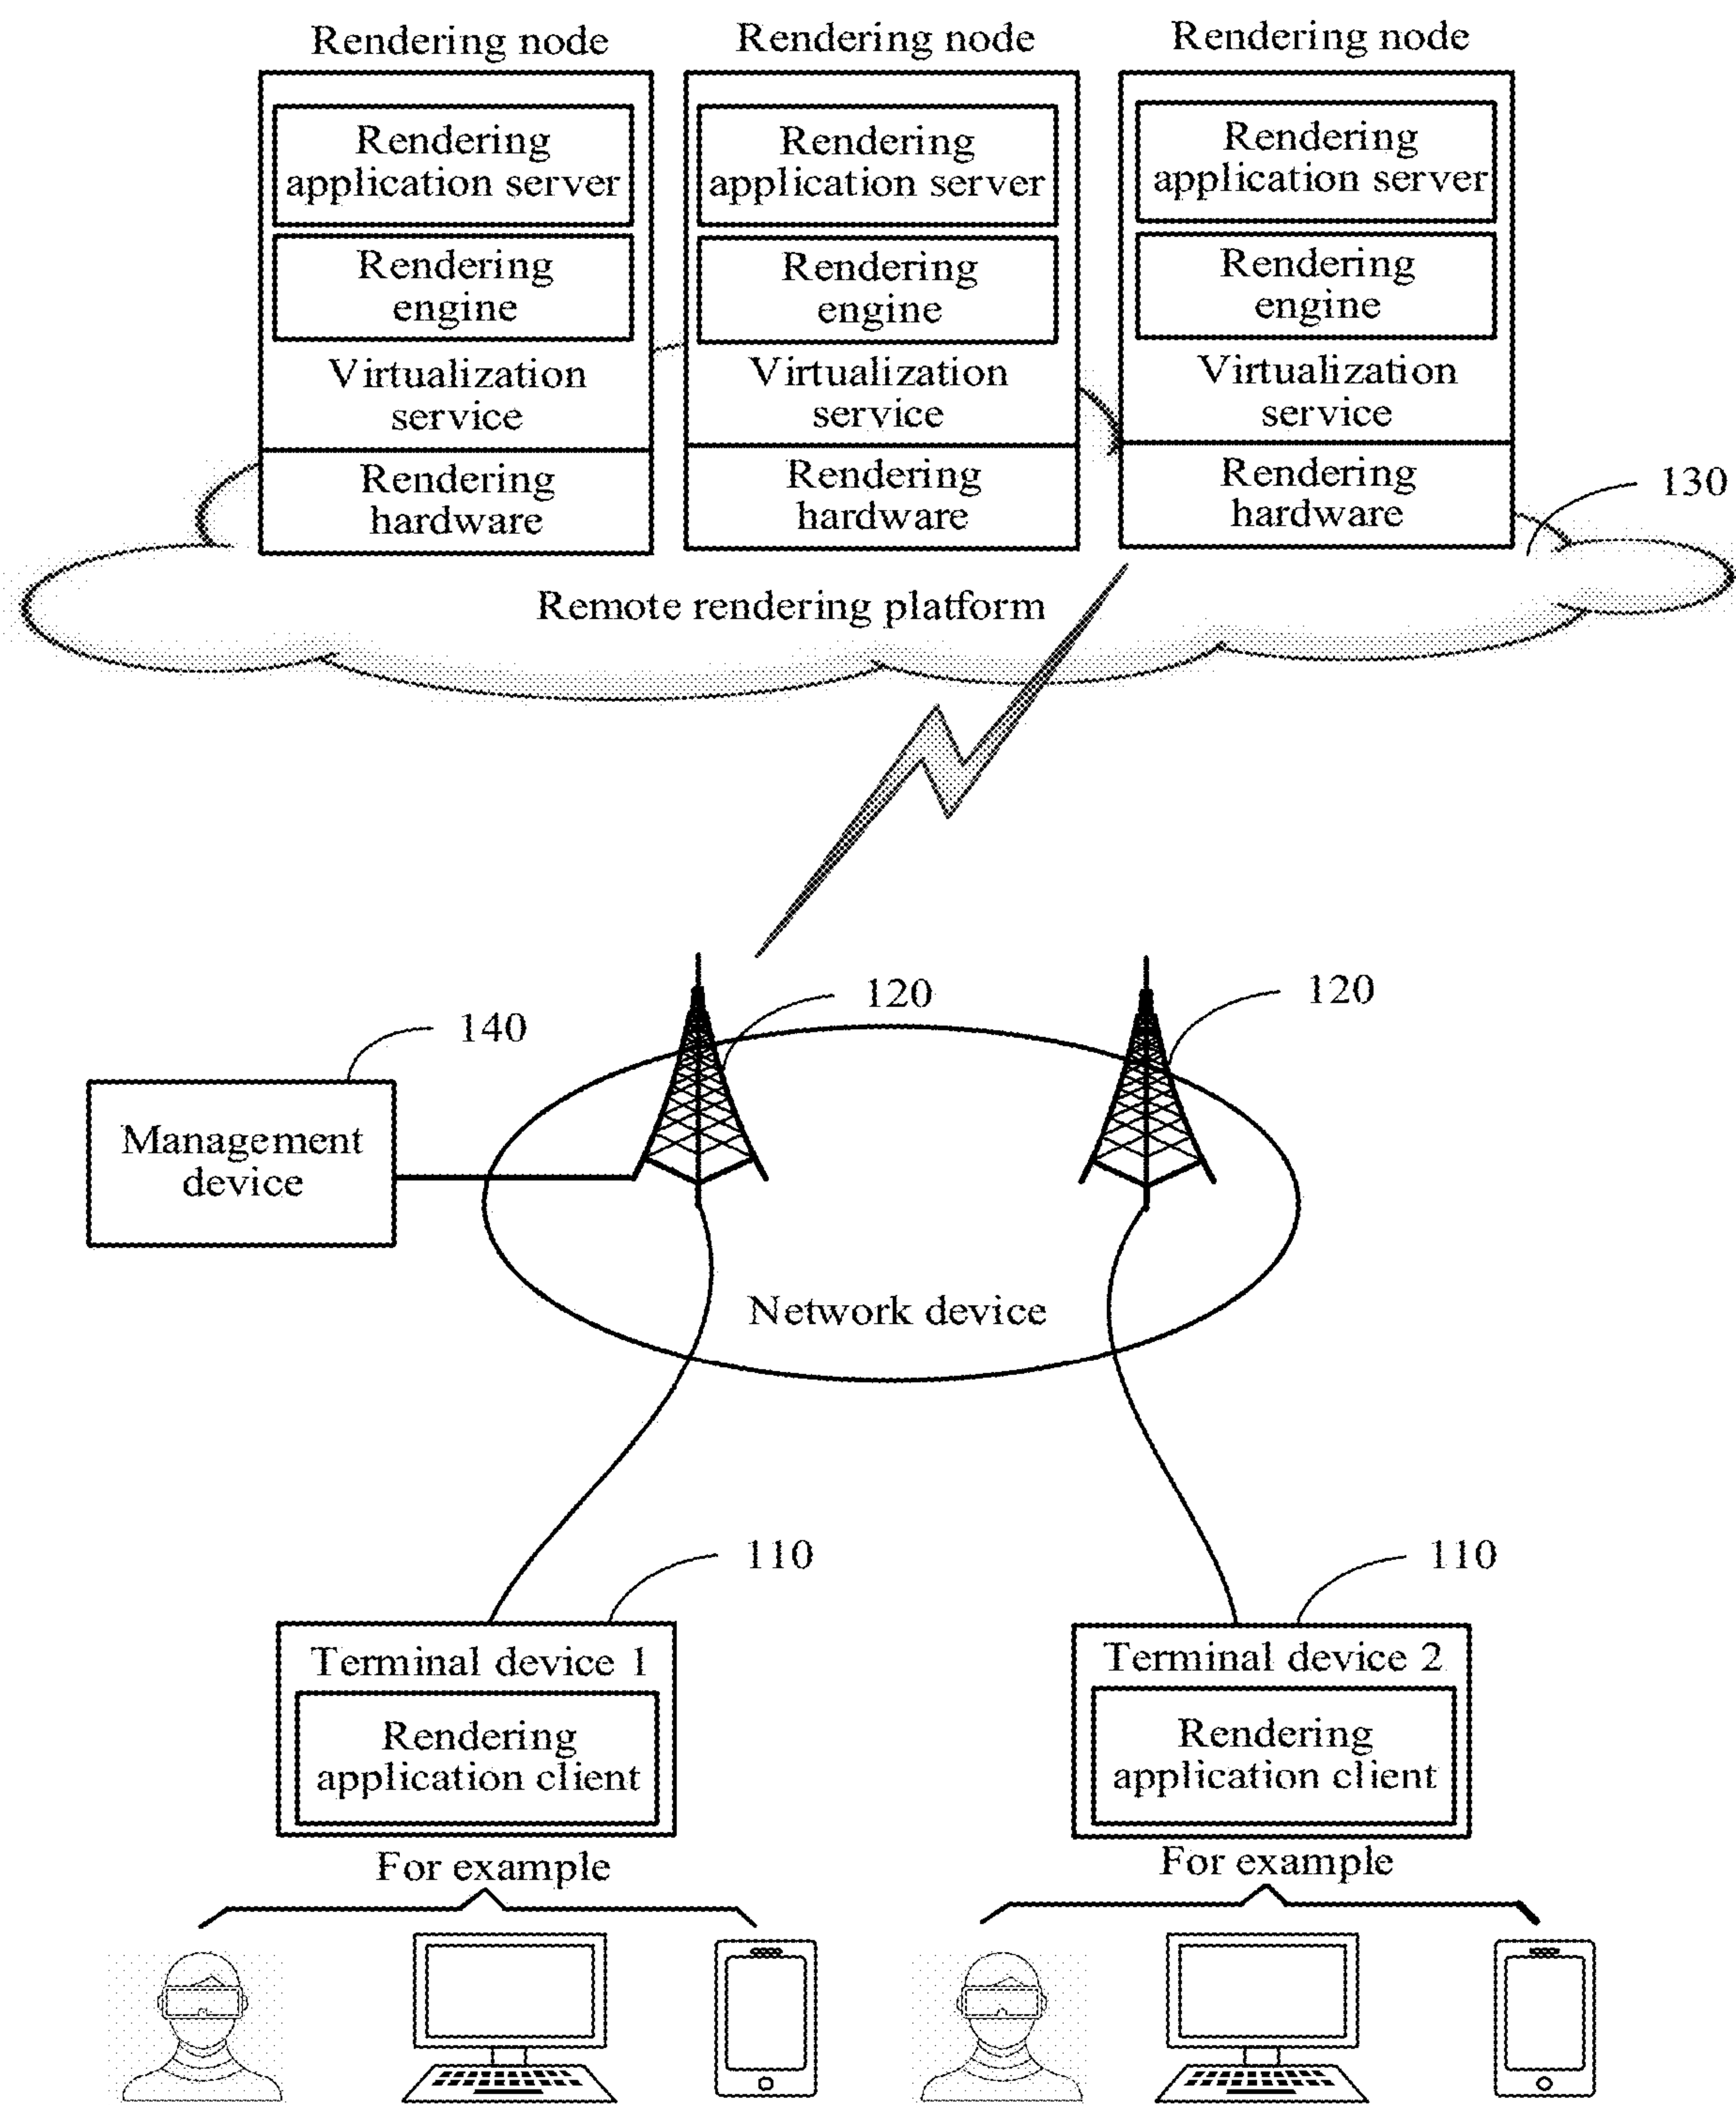 Rendering node
Rendering node
Rendering node
Rendering
application server
Rendering
engine
Virtualization
service
Rendering
hardware
Rendering
application server
Rendering
engine
Virtualization
service
Rendering
hardware
Rendering
application server
Rendering
engine
Virtualization
service
Rendering
hardware
130
Remote rendering platform
120
120
140
Management
device
Network device
110
110
Terminal device 1
Rendering
application client
For example
Terminal device 2
Rendering
application client
For example